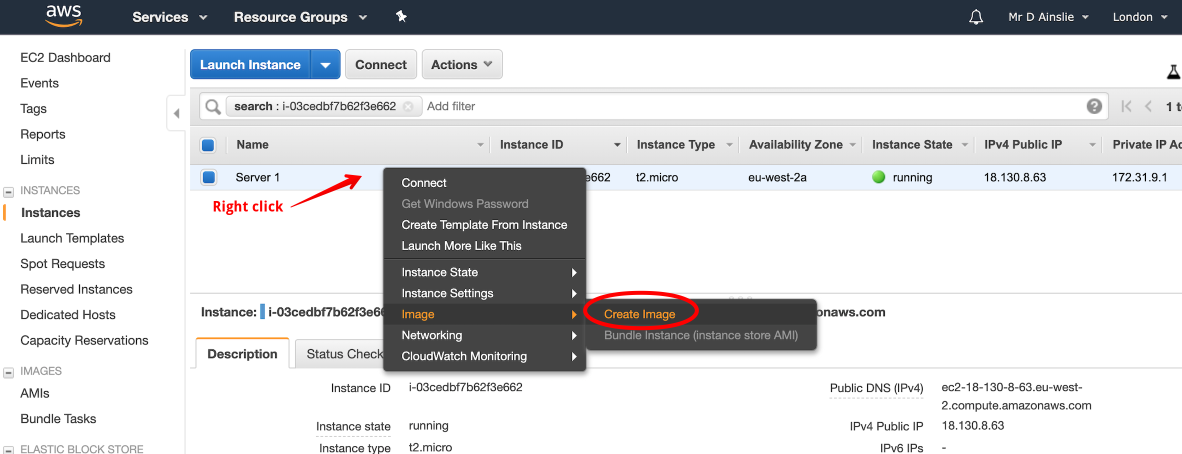 aws Services Resource Groups Mr D Ainslie London
EC2 Dashboard
Events
Tags
Reports
Limits
INSTANCES
Instances
Launch Templates
Spot Requests
Reserved Instances
Dedicated Hosts
Capacity Reservations
IMAGES
AMIs
Bundle Tasks
ELASTIC BLOCK STORE
Launch Instance Connect Actions
search : i-03cedbf7b62f3e662 Add filter 1 t
Name Instance ID Instance Type Availability Zone Instance State IPv4 Public IP Private IP Ad
Server 1 e662 t2.micro eu-west-2a running 18.130.8.63 172.31.9.1
Right click
Connect
Get Windows Password
Create Template From Instance
Launch More Like This
Instance State
Instance Settings
Image
Networking
CloudWatch Monitoring
Create Image
Bundle Instance (instance store AMI)
Instance: i-03cedbf7b62f3e6 zonaws.com
Description Status Check
Instance ID i-03cedbf7b62f3e662
Instance state running
Instance type t2.micro
Public DNS (IPv4) ec2-18-130-8-63.eu-west-
2.compute.amazonaws.com
IPv4 Public IP 18.130.8.63
IPv6 IPs -